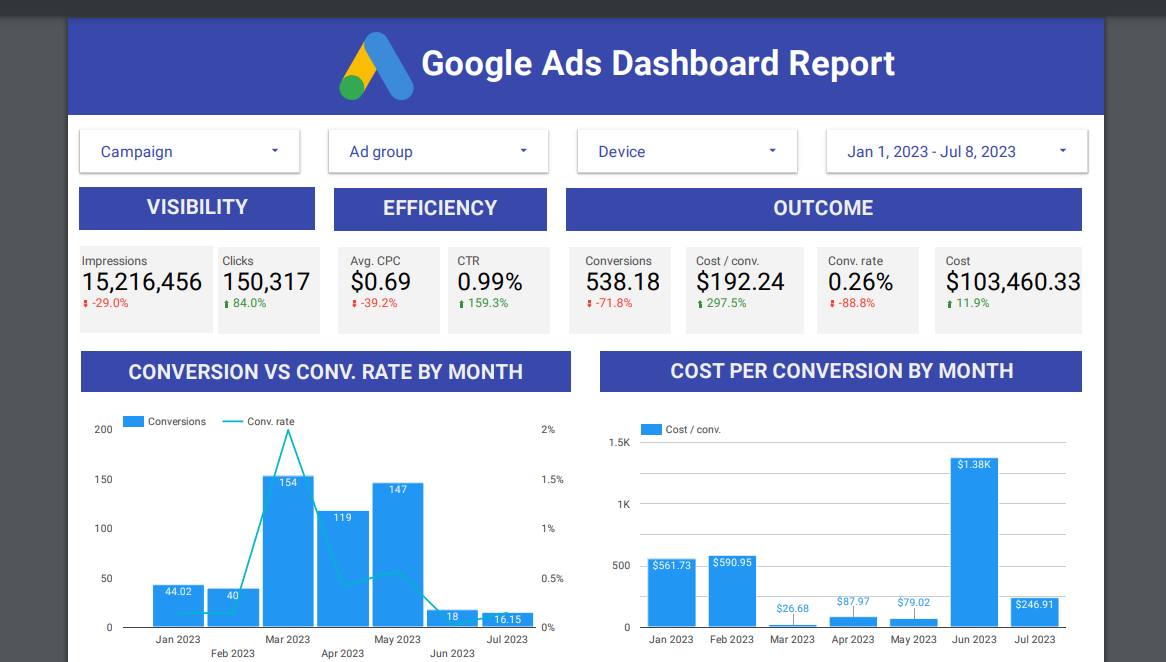 Google Ads Dashboard Report
Campaign
Ad group
Device
Jan 1, 2023 - Jul 8, 2023
VISIBILITY
EFFICIENCY
OUTCOME
Impressions
15,216,456
-29.0%
Clicks
150,317
84.0%
Avg. CPC
$0.69
-39.2%
CTR
0.99%
159.3%
Conversions
538.18
-71.8%
Cost / conv.
$192.24
297.5%
Conv. rate
0.26%
-88.8%
Cost
$103,460.33
11.9%
CONVERSION VS CONV. RATE BY MONTH
Conversions
Conv. rate
200
150
100
50
0
2%
1.5%
1%
0.5%
0%
44.02
40
154
119
147
18
16.15
Jan 2023
Feb 2023
Mar 2023
Apr 2023
May 2023
Jun 2023
Jul 2023
COST PER CONVERSION BY MONTH
Cost / conv.
1.5K
1K
500
0
$561.73
$590.95
$26.68
$87.97
$79.02
$1.38K
$246.91
Jan 2023
Feb 2023
Mar 2023
Apr 2023
May 2023
Jun 2023
Jul 2023